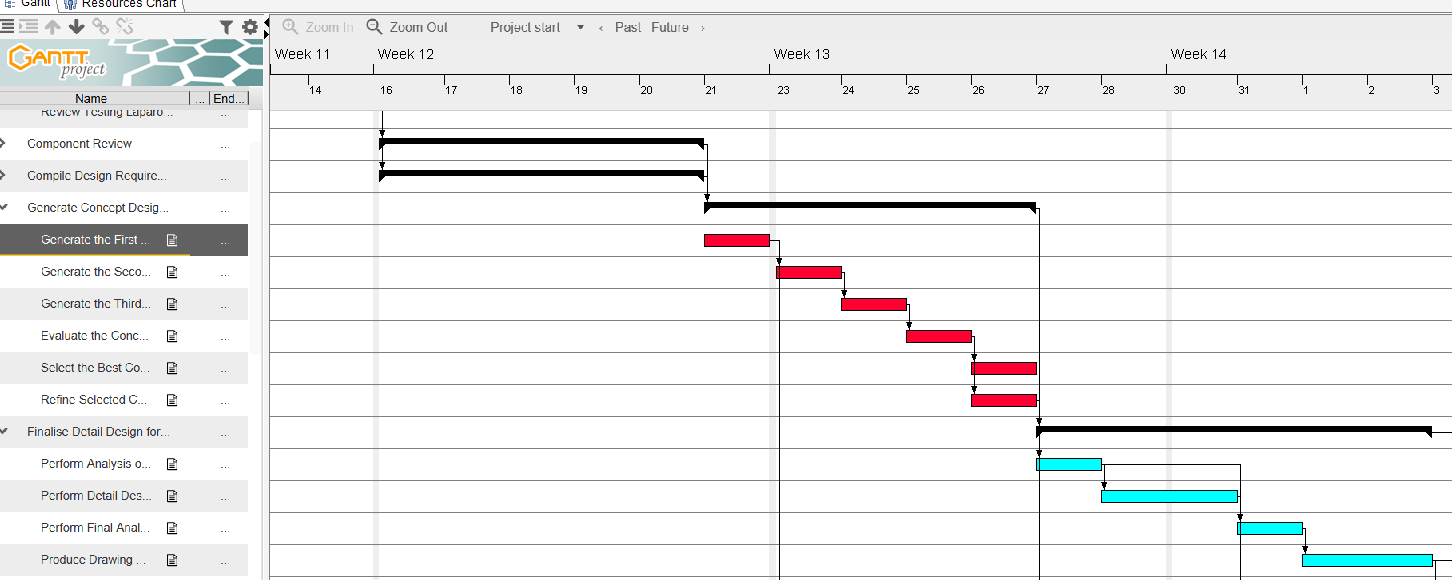 Gantt Resources Chart
Zoom In Zoom Out Project start Past Future
GANTT
project
Week 11 Week 12 Week 13 Week 14
14 16 17 18 19 20 21 23 24 25 26 27 28 30 31 1 2 3
Name ... End...
Review Testing Laparo... ...
Component Review ...
Compile Design Require... ...
Generate Concept Desig... ...
Generate the First ... ...
Generate the Seco... ...
Generate the Third... ...
Evaluate the Conc... ...
Select the Best Co... ...
Refine Selected C... ...
Finalise Detail Design for... ...
Perform Analysis o... ...
Perform Detail Des... ...
Perform Final Anal... ...
Produce Drawing ... ...